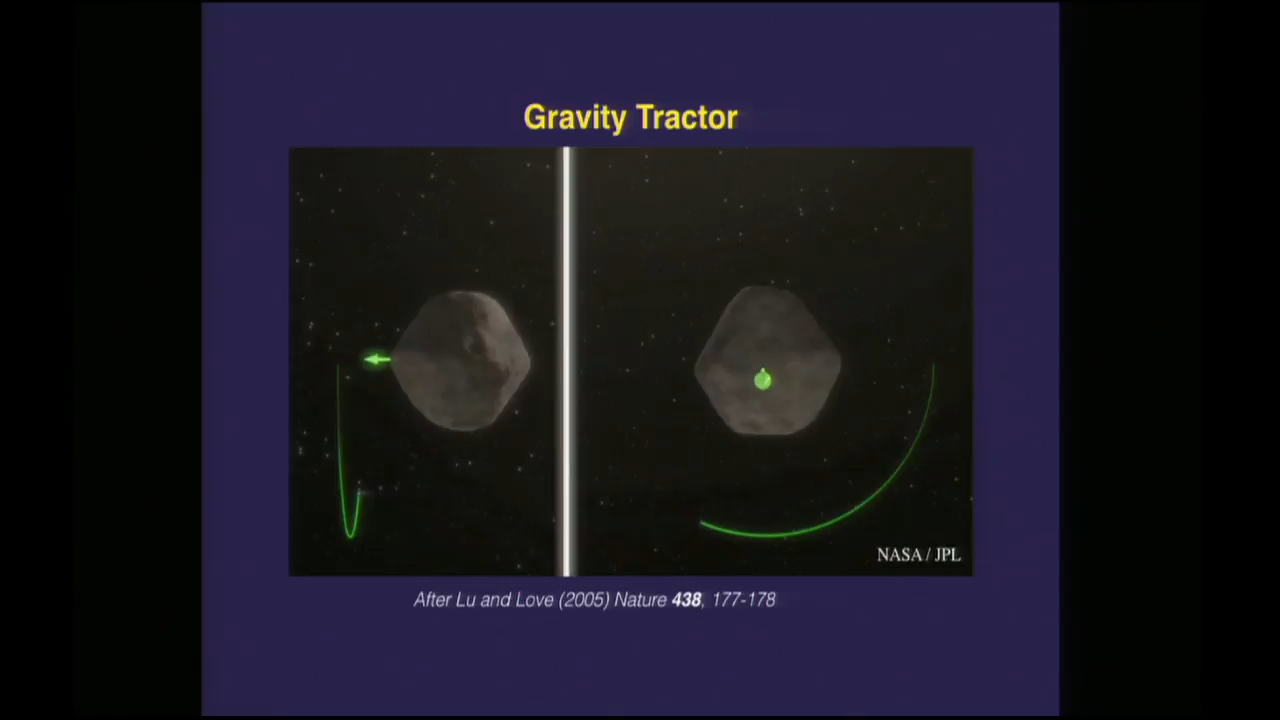 Gravity Tractor
NASA / JPL
After Lu and Love (2005) Nature 438, 177-178